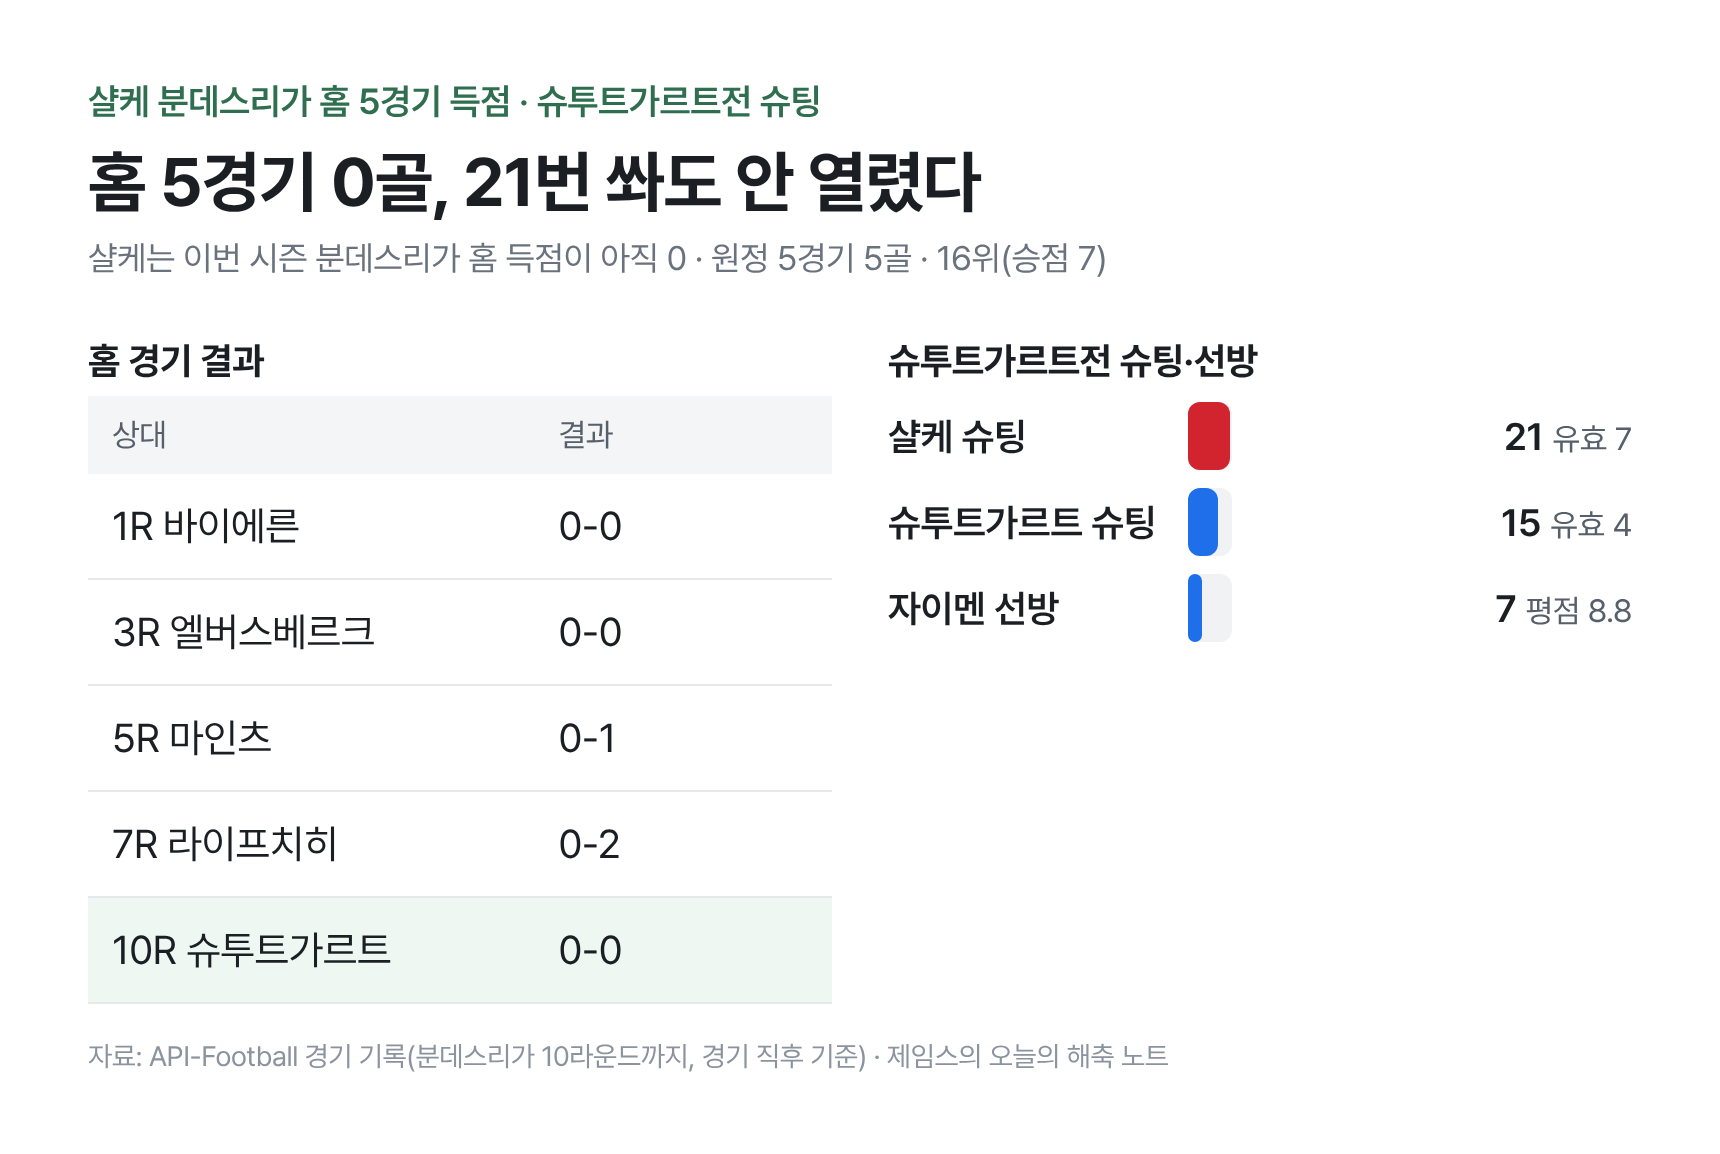 샬케 분데스리가 홈 5경기 득점 · 슈투트가르트전 슈팅
홈 5경기 0골, 21번 쏴도 안 열렸다
샬케는 이번 시즌 분데스리가 홈 득점이 아직 0 · 원정 5경기 5골 · 16위(승점 7)
홈 경기 결과
상대 결과
1R 바이에른 0-0
3R 엘버스베르크 0-0
5R 마인츠 0-1
7R 라이프치히 0-2
10R 슈투트가르트 0-0
슈투트가르트전 슈팅·선방
샬케 슈팅 21 유효 7
슈투트가르트 슈팅 15 유효 4
자이멘 선방 7 평점 8.8
자료: API-Football 경기 기록(분데스리가 10라운드까지, 경기 직후 기준) · 제임스의 오늘의 해축 노트